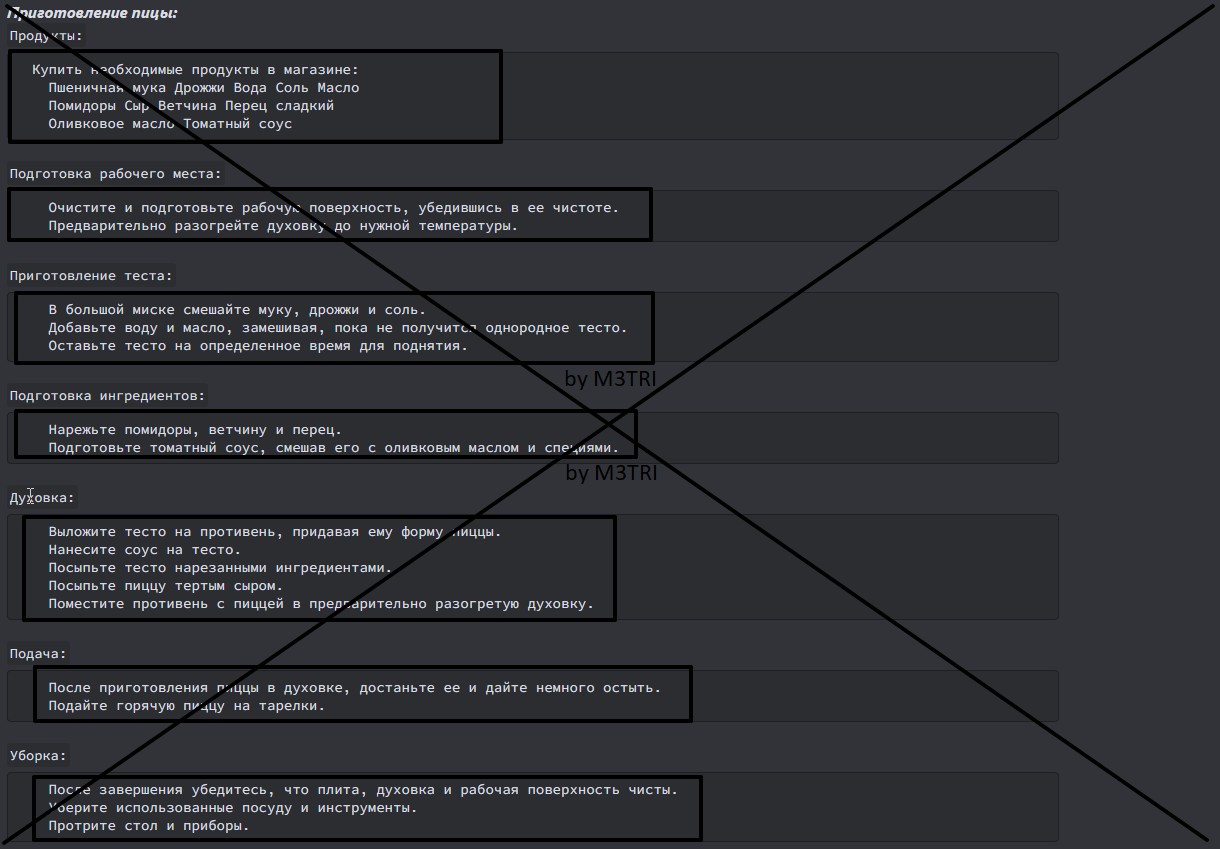 Приготовление пицы:
Продукты:
Купить необходимые продукты в магазине:
Пшеничная мука Дрожжи Вода Соль Масло
Помидоры Сыр Ветчина Перец сладкий
Оливковое масло Томатный соус
Подготовка рабочего места:
Очистите и подготовьте рабочую поверхность, убедившись в ее чистоте.
Предварительно разогрейте духовку до нужной температуры.
Приготовление теста:
В большой миске смешайте муку, дрожжи и соль.
Добавьте воду и масло, замешивая, пока не получится однородное тесто.
Оставьте тесто на определенное время для поднятия.
by M3TRI
Подготовка ингредиентов:
Нарежьте помидоры, ветчину и перец.
Подготовьте томатный соус, смешав его с оливковым маслом и специями.
by M3TRI
Духовка:
Выложите тесто на противень, придавая ему форму пиццы.
Нанесите соус на тесто.
Посыпьте тесто нарезанными ингредиентами.
Посыпьте пиццу тертым сыром.
Поместите противень с пиццей в предварительно разогретую духовку.
Подача:
После приготовления пиццы в духовке, достаньте ее и дайте немного остыть.
Подайте горячую пиццу на тарелки.
Уборка:
После завершения убедитесь, что плита, духовка и рабочая поверхность чисты.
Уберите использованные посуду и инструменты.
Протрите стол и приборы.